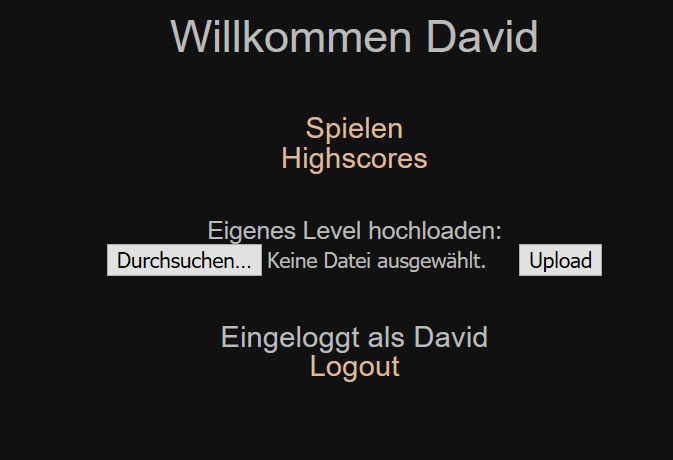 Willkommen David
Spielen
Highscores
Eigenes Level hochloaden:
Durchsuchen... Keine Datei ausgewählt. Upload
Eingeloggt als David
Logout